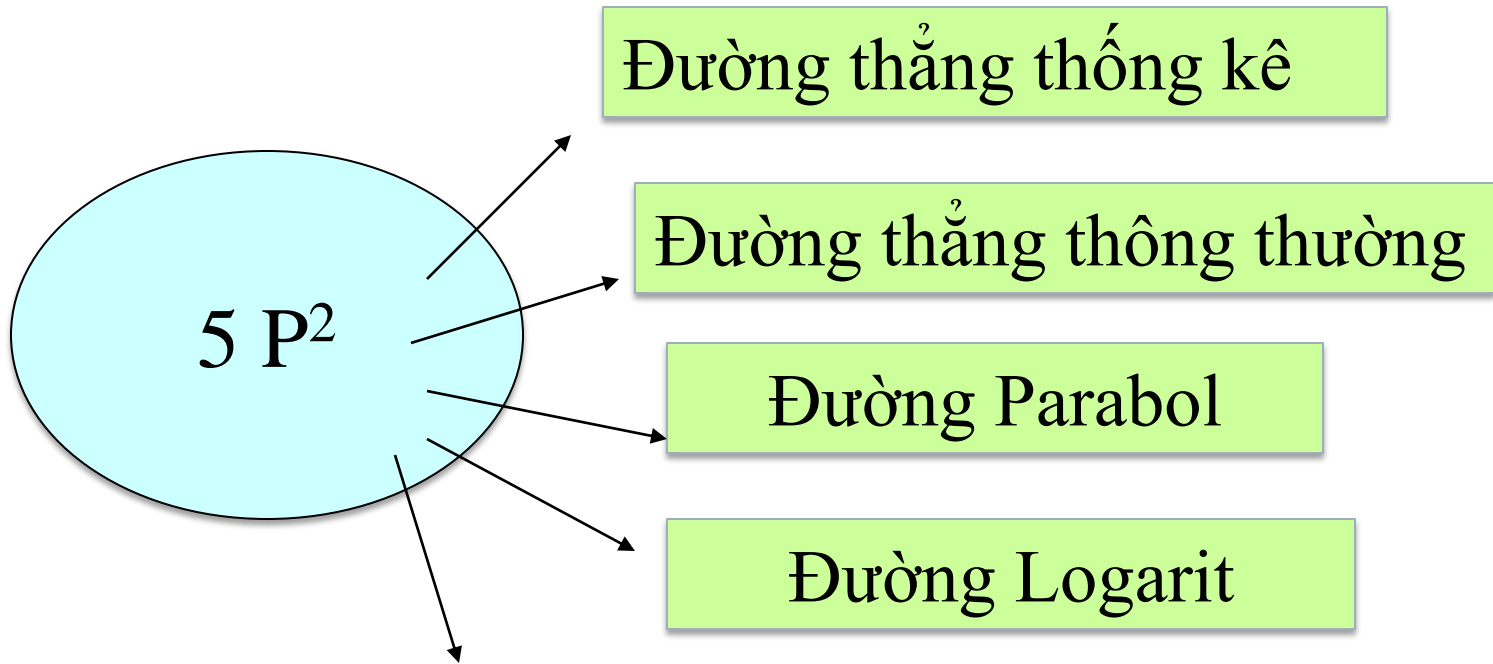 Đường thẳng thống kê
Đường thẳng thông thường
5 P²
Đường Parabol
Đường Logarit